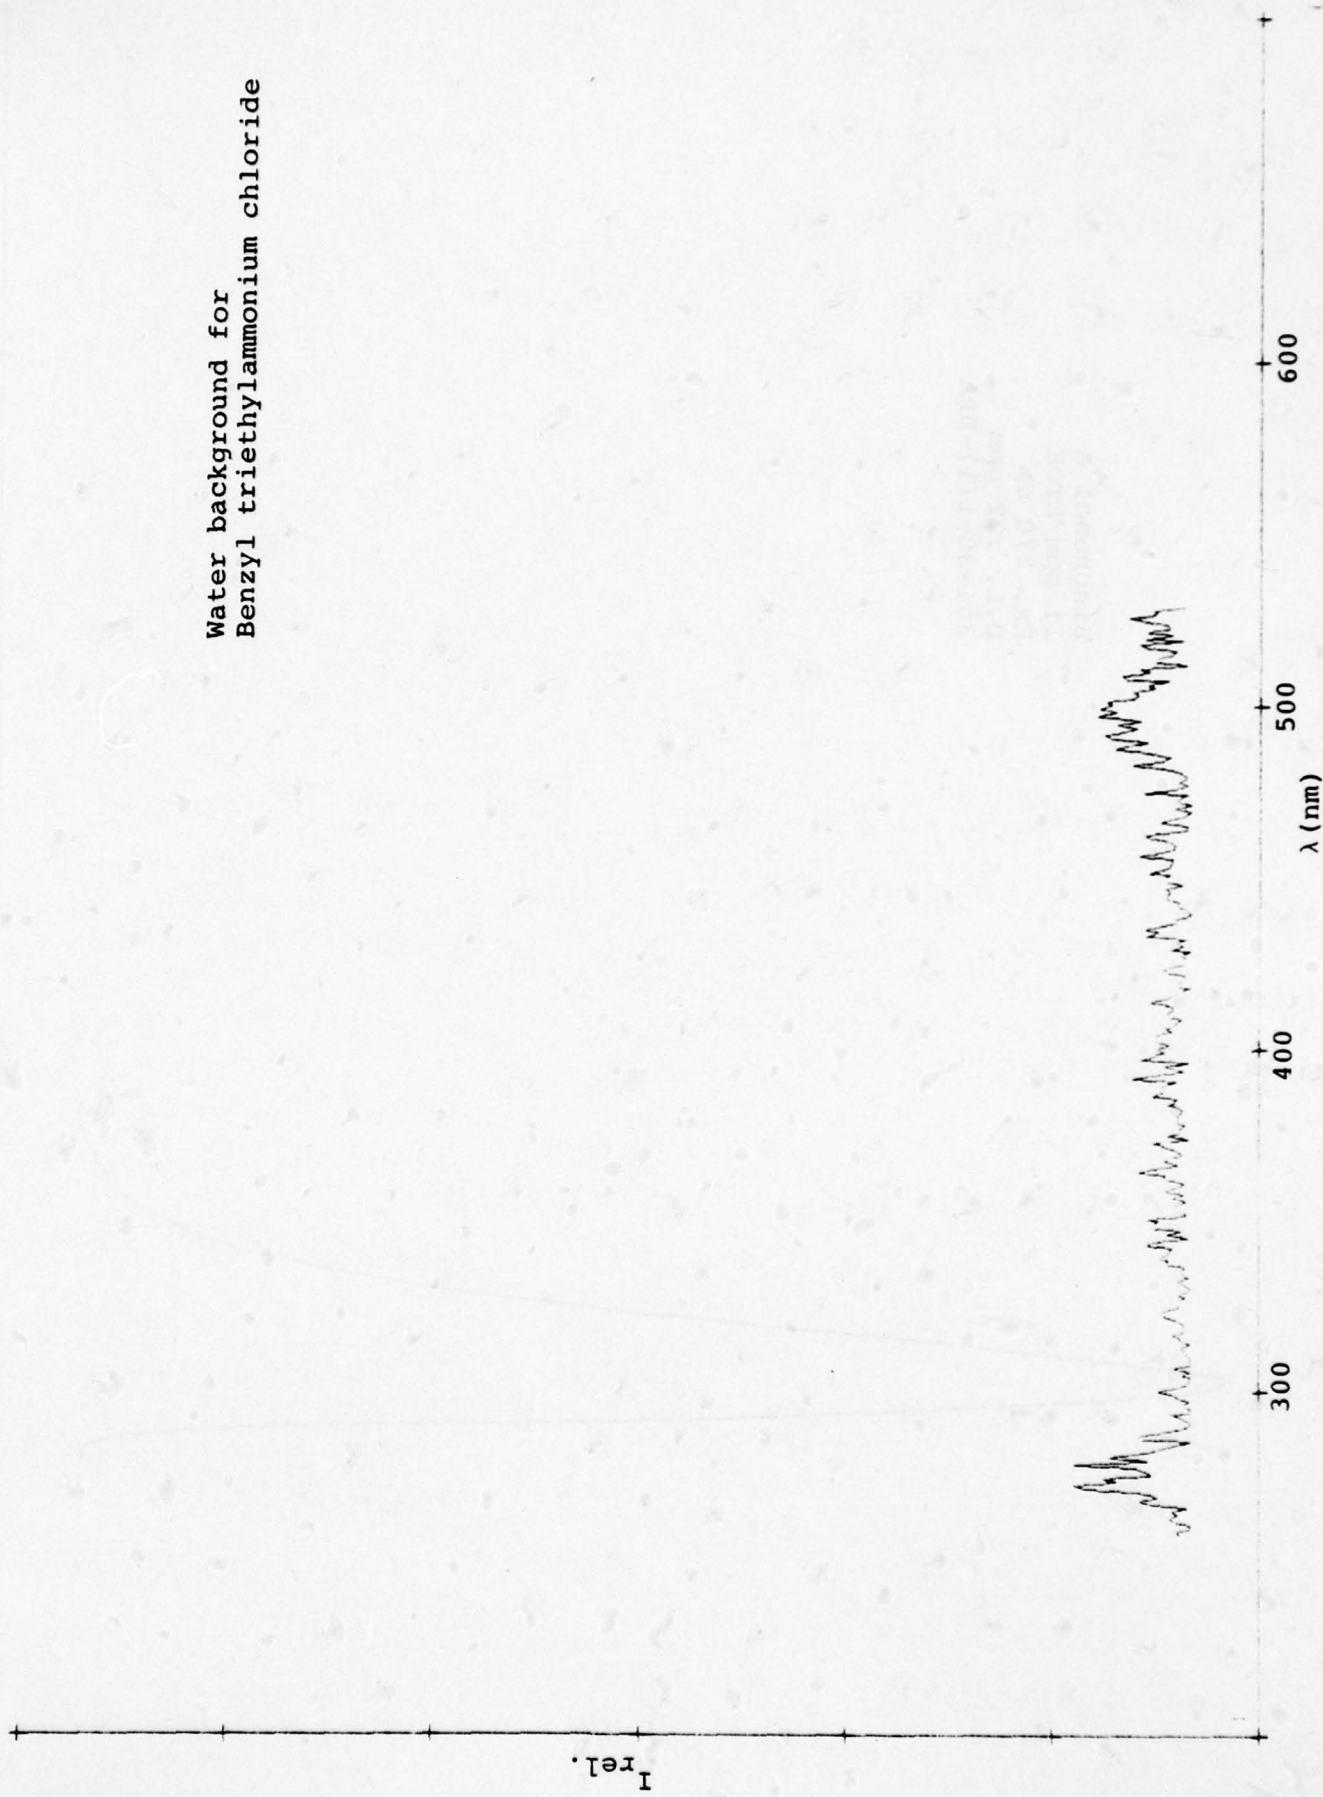 Water background for
Benzyl triethylammonium chloride
I rel.
300
400
500
600
λ (nm)